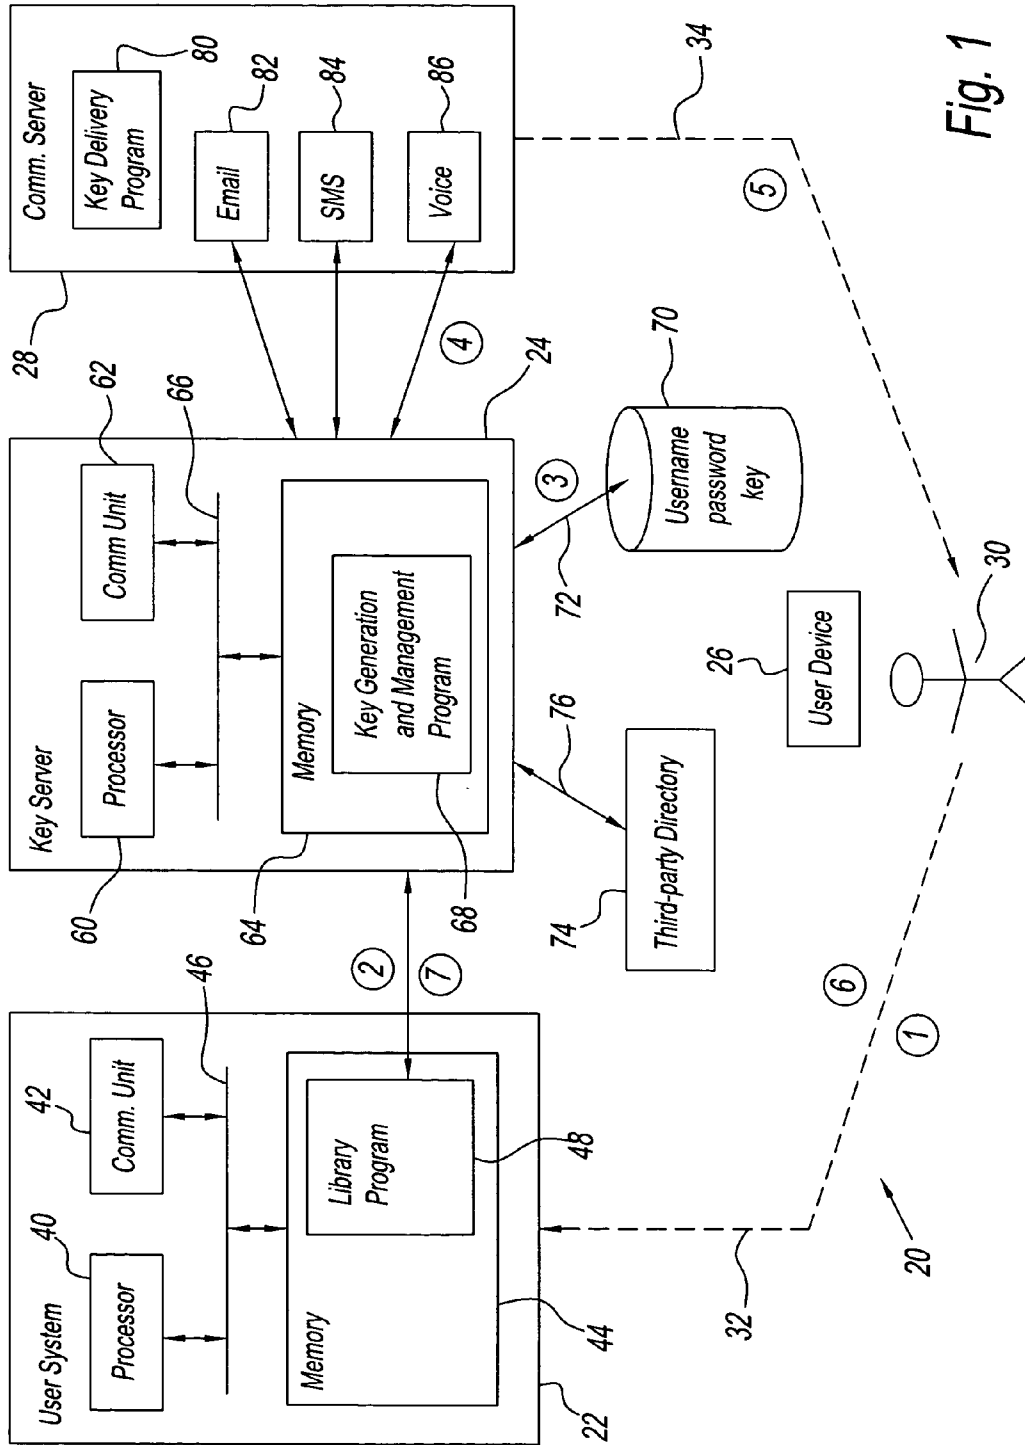 User System
Processor
40
Comm. Unit
42
46
Memory
Library
Program
48
44
22
Key Server
Processor
60
Comm Unit
62
66
Memory
64
Key Generation
and Management
Program
68
24
2
7
Comm. Server
28
Key Delivery
Program
80
Email
82
SMS
84
Voice
86
4
34
5
Third-party Directory
74
76
72
3
Username
password
key
70
User Device
26
30
6
1
32
20
Fig. 1